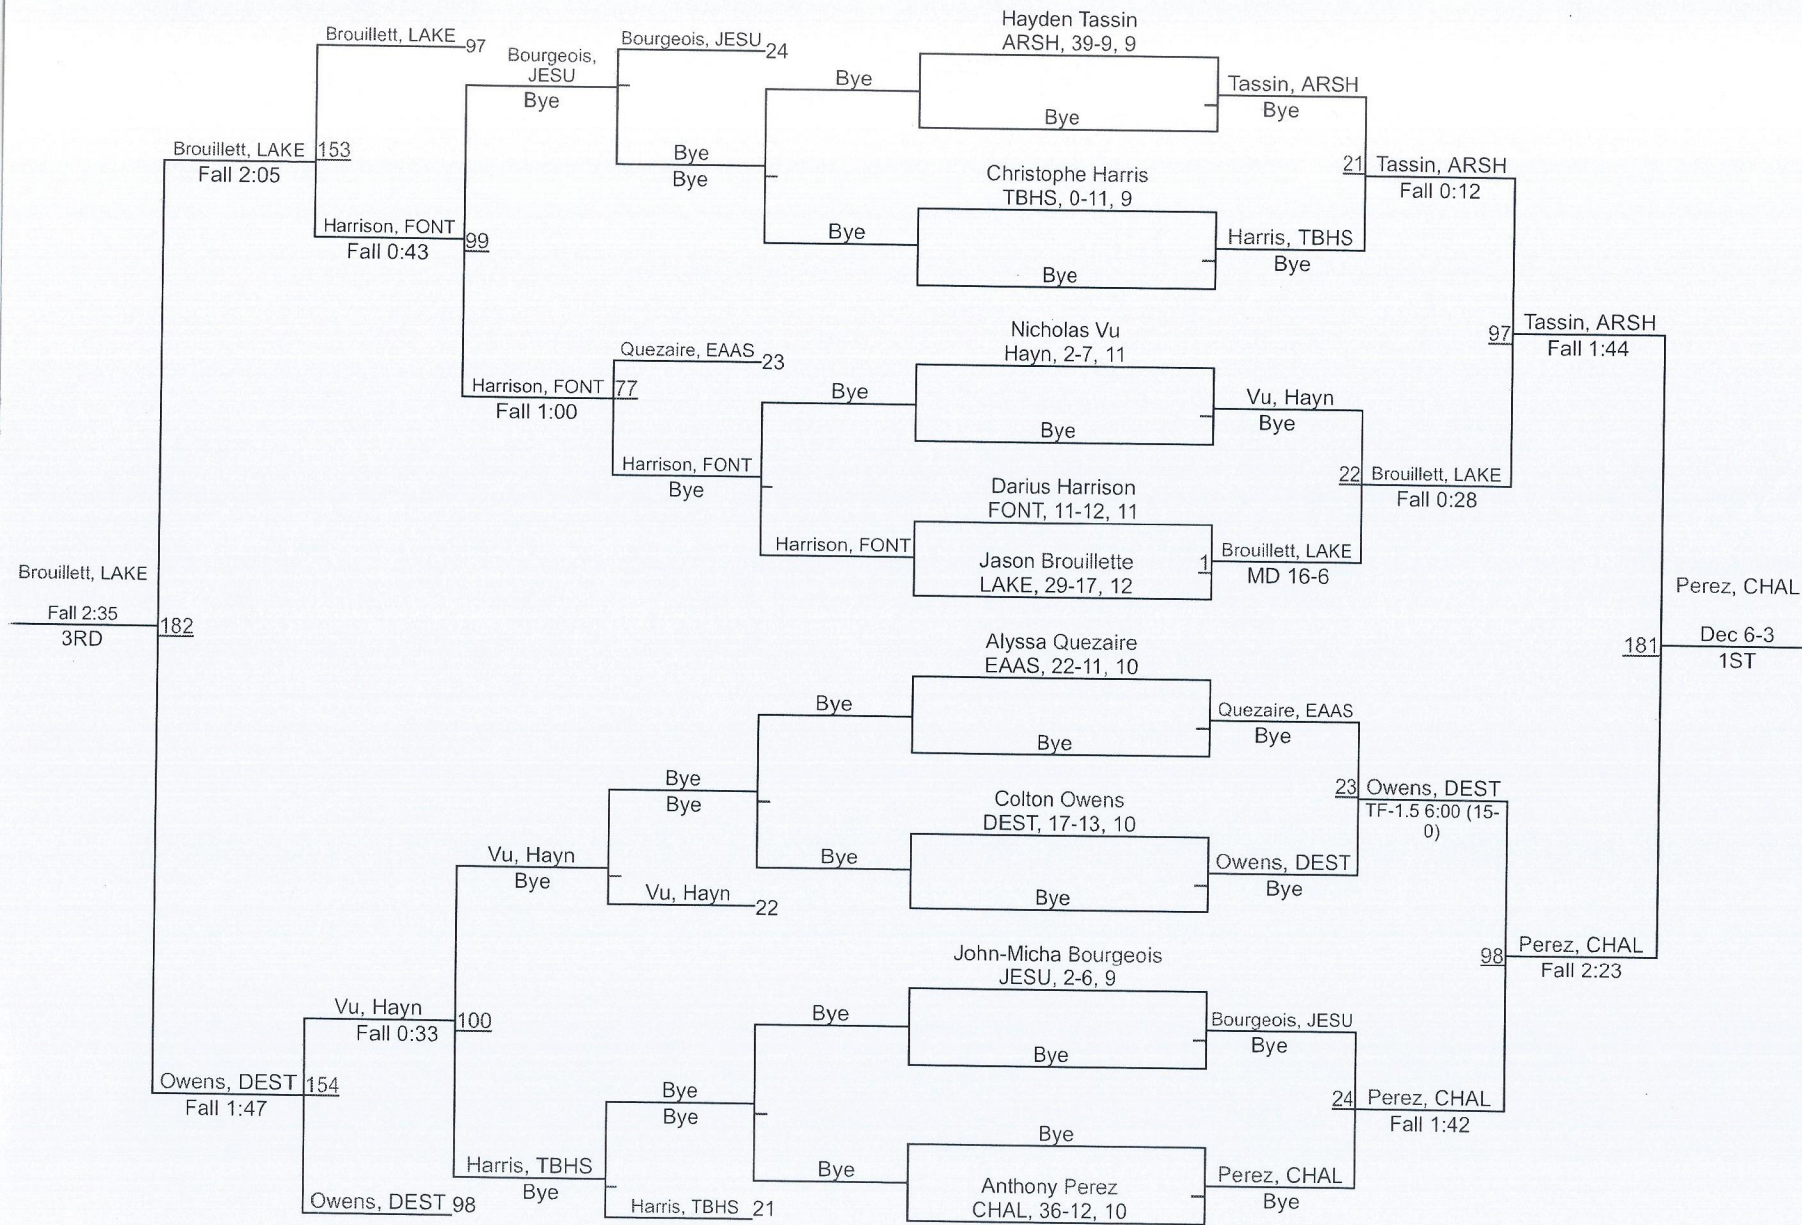 Hayden Tassin
ARSH, 39-9, 9
Bye
Christophe Harris
TBHS, 0-11, 9
Bye
Nicholas Vu
Hayn, 2-7, 11
Bye
Darius Harrison
FONT, 11-12, 11
Jason Brouillette
LAKE, 29-17, 12
1
Alyssa Quezaire
EAAS, 22-11, 10
Bye
Colton Owens
DEST, 17-13, 10
Bye
John-Micha Bourgeois
JESU, 2-6, 9
Bye
Bye
Anthony Perez
CHAL, 36-12, 10
Tassin, ARSH
Bye
Harris, TBHS
Bye
Vu, Hayn
Bye
Brouillett, LAKE
MD 16-6
Quezaire, EAAS
Bye
Owens, DEST
Bye
Bourgeois, JESU
Bye
Perez, CHAL
Bye
21
Tassin, ARSH
Fall 0:12
22
Brouillett, LAKE
Fall 0:28
23
Owens, DEST
TF-1.5 6:00 (15-
0)
24
Perez, CHAL
Fall 1:42
97
Tassin, ARSH
Fall 1:44
98
Perez, CHAL
Fall 2:23
181
Perez, CHAL
Dec 6-3
1ST
Bye
Bye
Bye
Harrison, FONT
Bye
Bye
Bye
Bye
Bourgeois, JESU 24
Bye
Bye
Quezaire, EAAS 23
Harrison, FONT
Bye
Bye
Bye
Vu, Hayn 22
Bye
Bye
Harris, TBHS 21
Bourgeois,
JESU
Bye
Harrison, FONT 77
Fall 1:00
Vu, Hayn
Bye
Harris, TBHS
Bye
Brouillett, LAKE 97
Harrison, FONT 99
Fall 0:43
Vu, Hayn 100
Fall 0:33
Owens, DEST 98
Brouillett, LAKE 153
Fall 2:05
Owens, DEST 154
Fall 1:47
Brouillett, LAKE
Fall 2:35
182
3RD